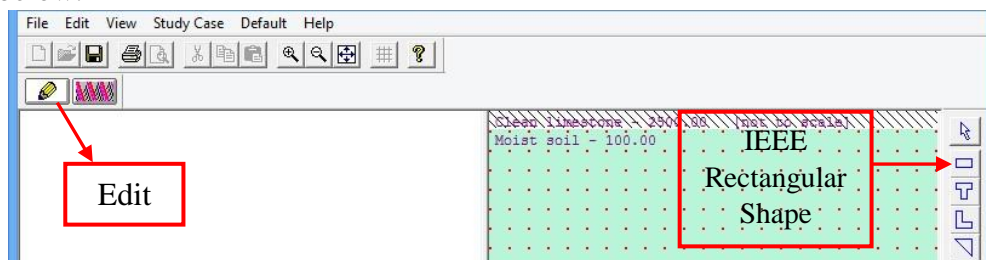 File Edit View Study Case Default Help
Clean limestone - 2500.00 [not to scale]
Moist soil - 100.00
IEEE
Rectangular
Shape
Edit